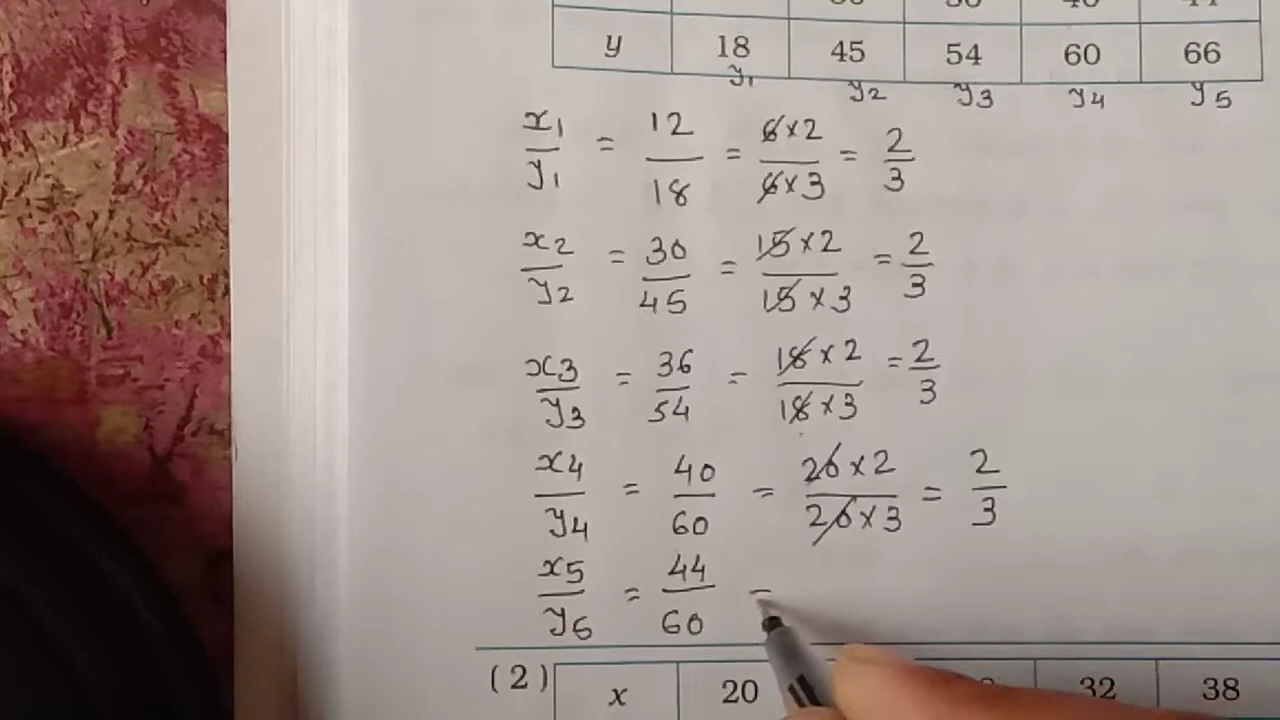 y 18 45 54 60 66
y1 y2 y3 y4 y5
x1/y1 = 12/18 = 6×2/6×3 = 2/3
x2/y2 = 30/45 = 15×2/15×3 = 2/3
x3/y3 = 36/54 = 18×2/18×3 = 2/3
x4/y4 = 40/60 = 20×2/20×3 = 2/3
x5/y5 = 44/60 =
(2) x 20 32 38